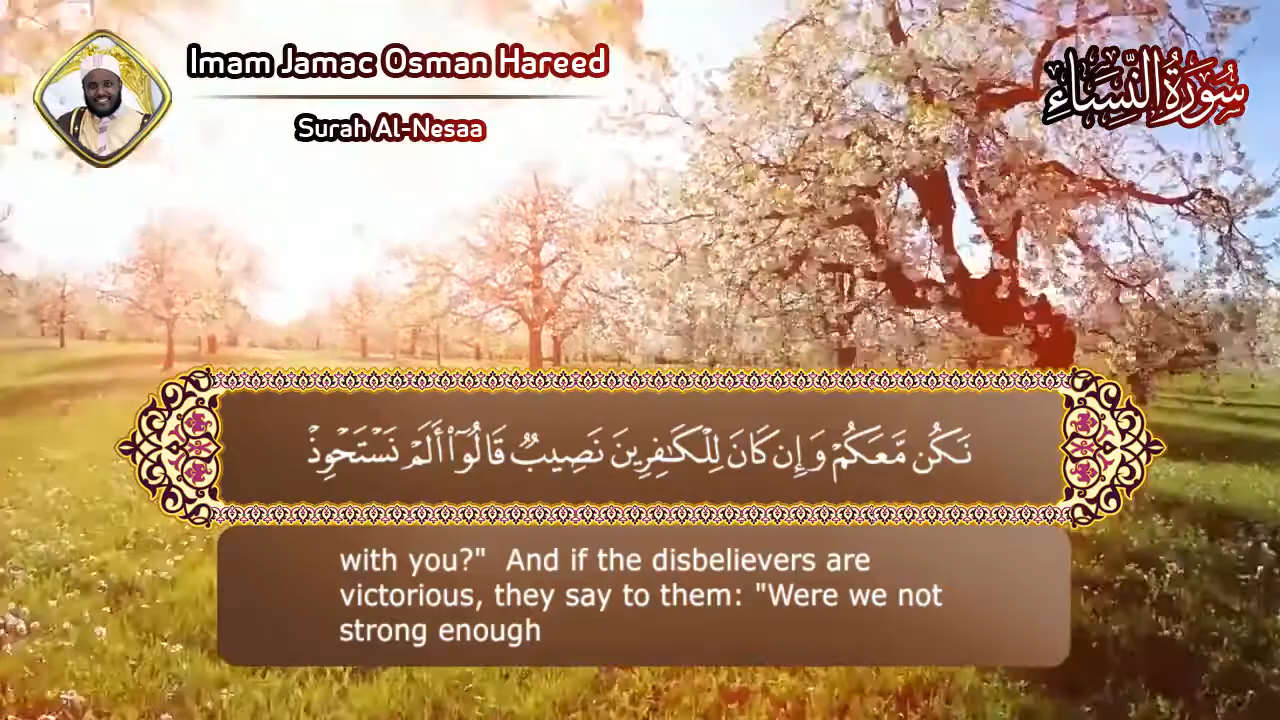 Imam Jamac Osman Hareed
Surah Al-Nesaa
سُورَةُ النِّسَاءِ
نَكُن مَّعَكُمْ وَإِن كَانَ لِلْكَـٰفِرِينَ نَصِيبٌ قَالُوٓا۟ أَلَمْ نَسْتَحْوِذْ
with you?" And if the disbelievers are
victorious, they say to them: "Were we not
strong enough